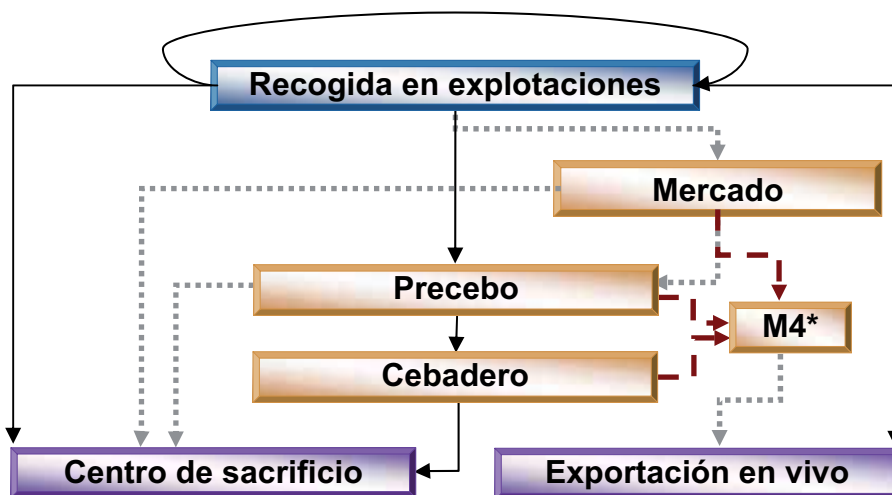 Recogida en explotaciones
Mercado
Precebo
M4*
Cebadero
Centro de sacrificio
Exportación en vivo